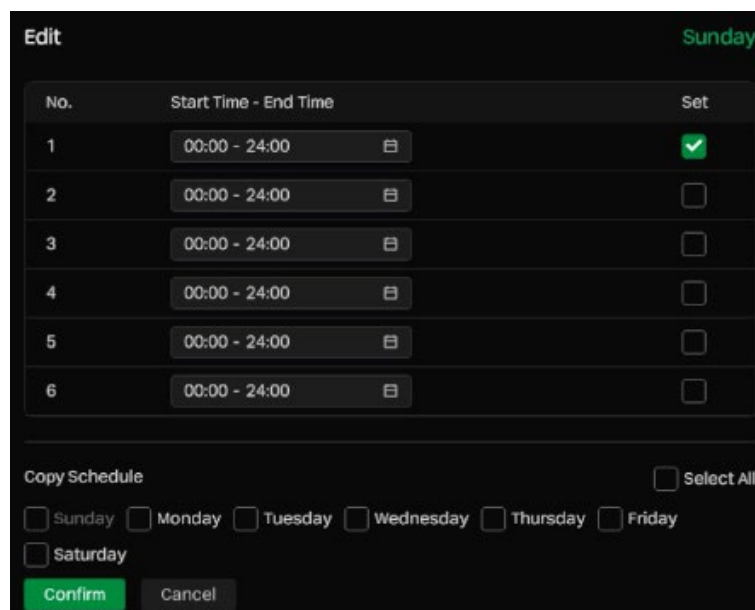 Edit Sunday
No. Start Time - End Time Set
1 00:00 - 24:00
2 00:00 - 24:00
3 00:00 - 24:00
4 00:00 - 24:00
5 00:00 - 24:00
6 00:00 - 24:00
Copy Schedule Select All
Sunday Monday Tuesday Wednesday Thursday Friday
Saturday
Confirm Cancel